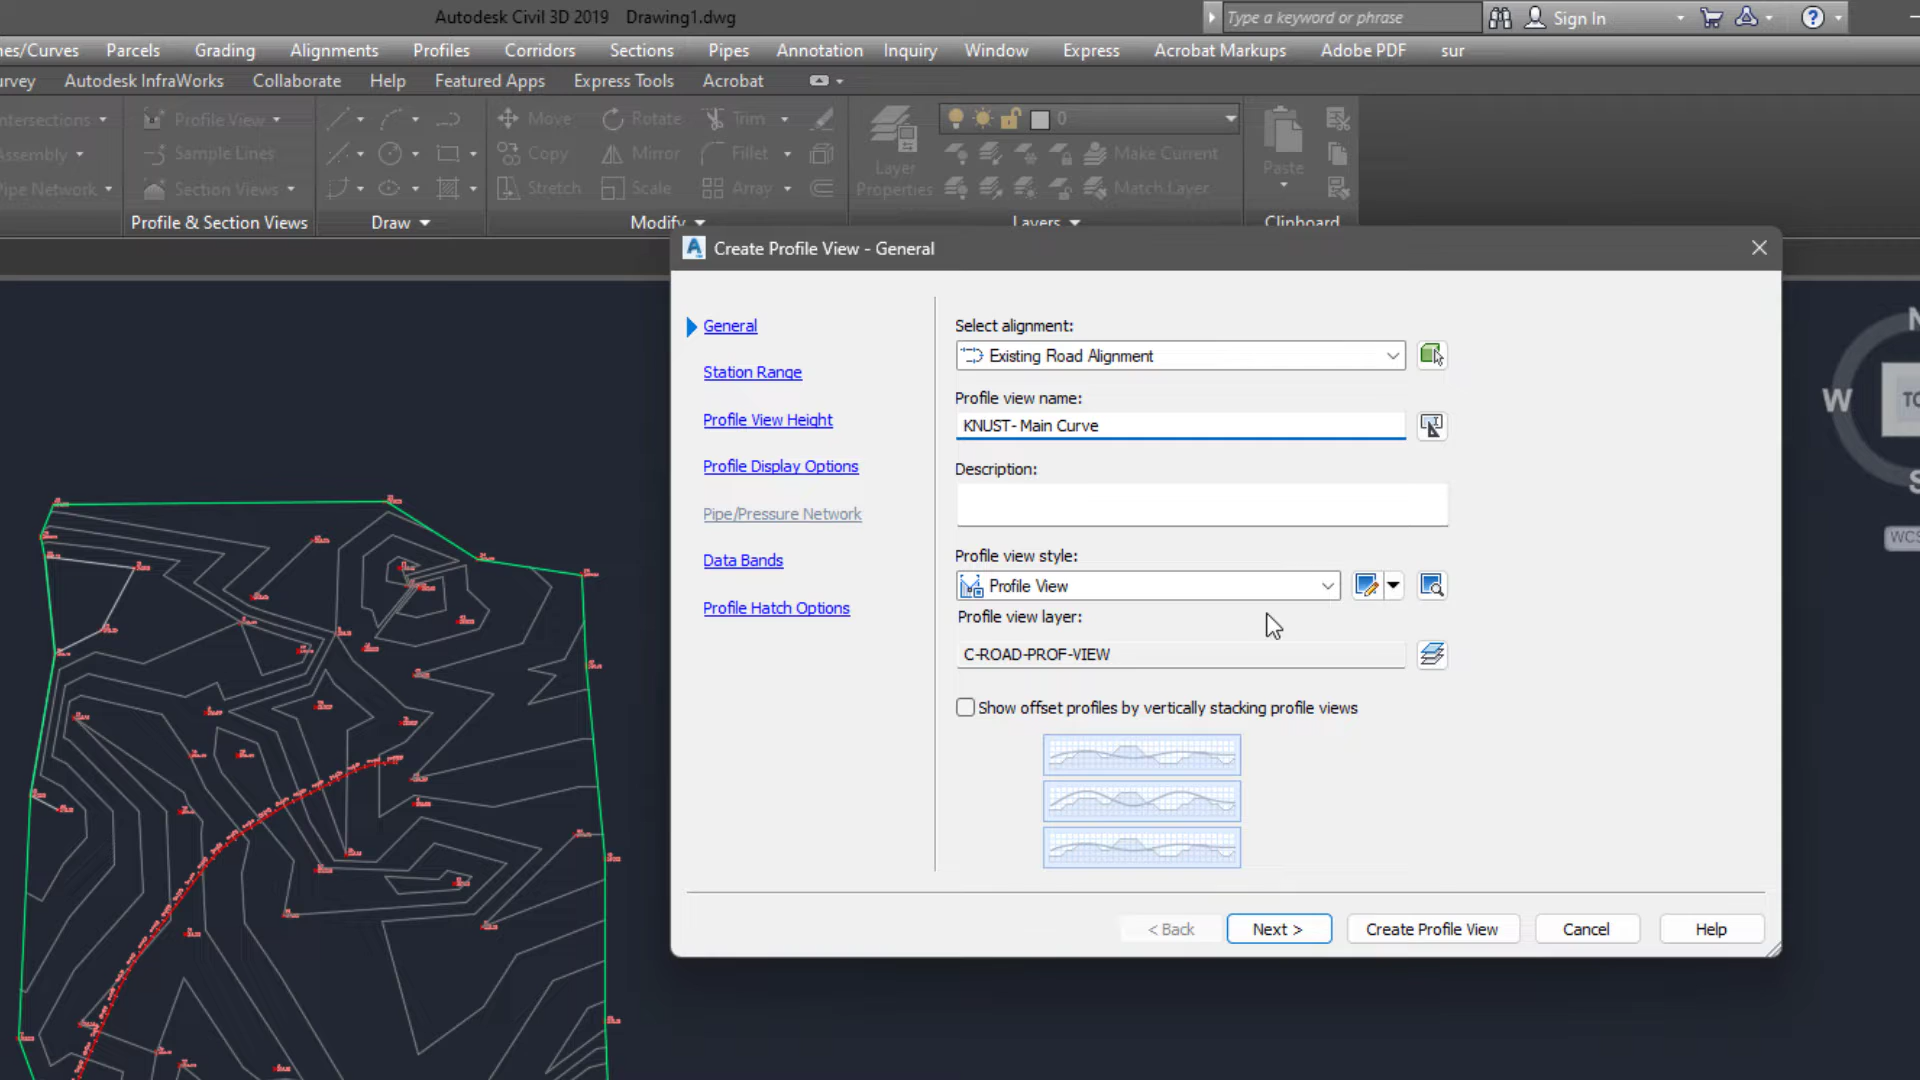 Autodesk Civil 3D 2019 Drawing1.dwg
Type a keyword or phrase
Sign In
es/Curves Parcels Grading Alignments Profiles Corridors Sections Pipes Annotation Inquiry Window Express Acrobat Markups Adobe PDF sur
urvey Autodesk InfraWorks Collaborate Help Featured Apps Express Tools Acrobat
ntersections Profile View Move Rotate Trim 0
Assembly Sample Lines Copy Mirror Fillet Make Current
Pipe Network Section Views Stretch Scale Array Layer Properties Match Layer Paste
Profile & Section Views Draw Modify Layers Clipboard
Create Profile View - General
General
Station Range
Profile View Height
Profile Display Options
Pipe/Pressure Network
Data Bands
Profile Hatch Options
Select alignment:
Existing Road Alignment
Profile view name:
KNUST- Main Curve
Description:
Profile view style:
Profile View
Profile view layer:
C-ROAD-PROF-VIEW
Show offset profiles by vertically stacking profile views
< Back Next > Create Profile View Cancel Help
N
W
TO
S
WCS